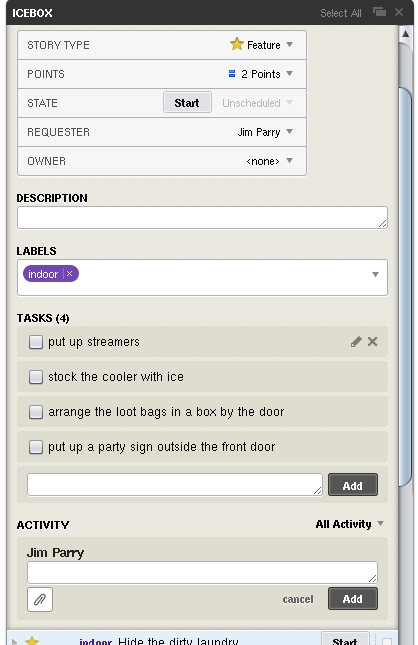 ICEBOX
Select All
STORY TYPE Feature
POINTS 2 Points
STATE Start Unscheduled
REQUESTER Jim Parry
OWNER <none>
DESCRIPTION
LABELS
indoor
TASKS (4)
put up streamers
stock the cooler with ice
arrange the loot bags in a box by the door
put up a party sign outside the front door
Add
ACTIVITY All Activity
Jim Parry
cancel Add
indoor Hide the dirty laundry Start